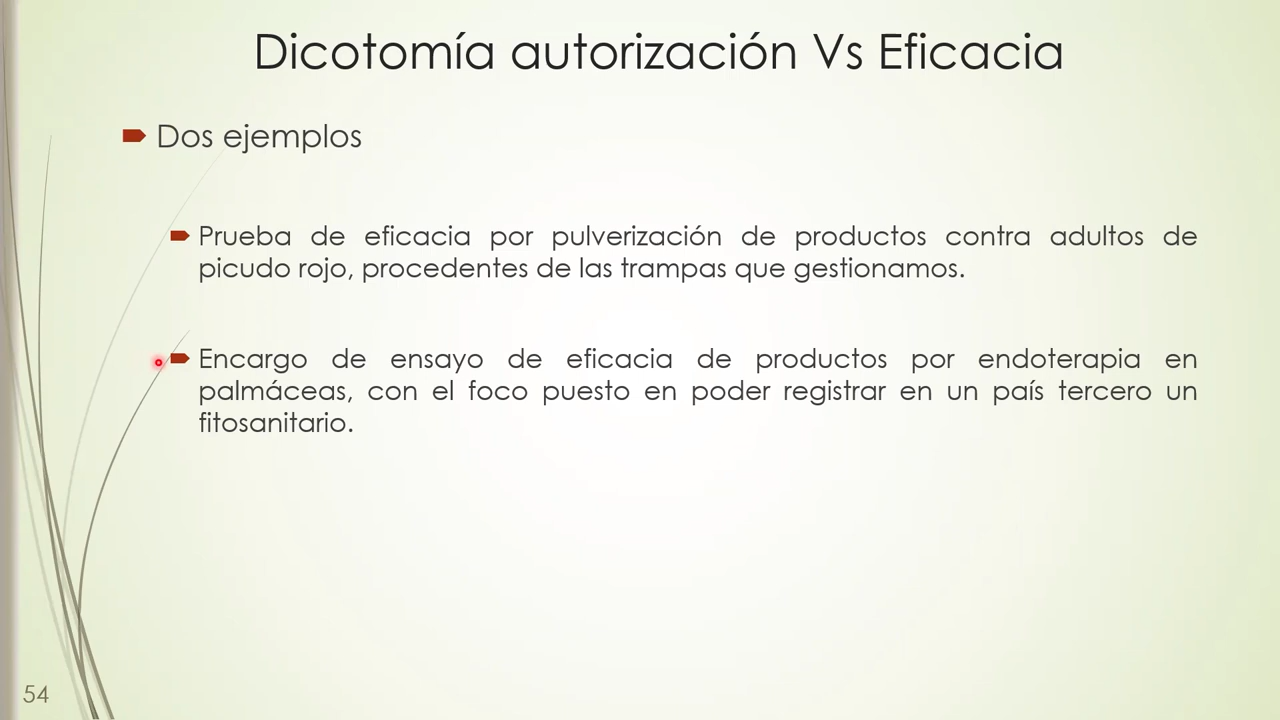 Dicotomía autorización Vs Eficacia
Dos ejemplos
Prueba de eficacia por pulverización de productos contra adultos de
picudo rojo, procedentes de las trampas que gestionamos.
Encargo de ensayo de eficacia de productos por endoterapia en
palmáceas, con el foco puesto en poder registrar en un país tercero un
fitosanitario.
54